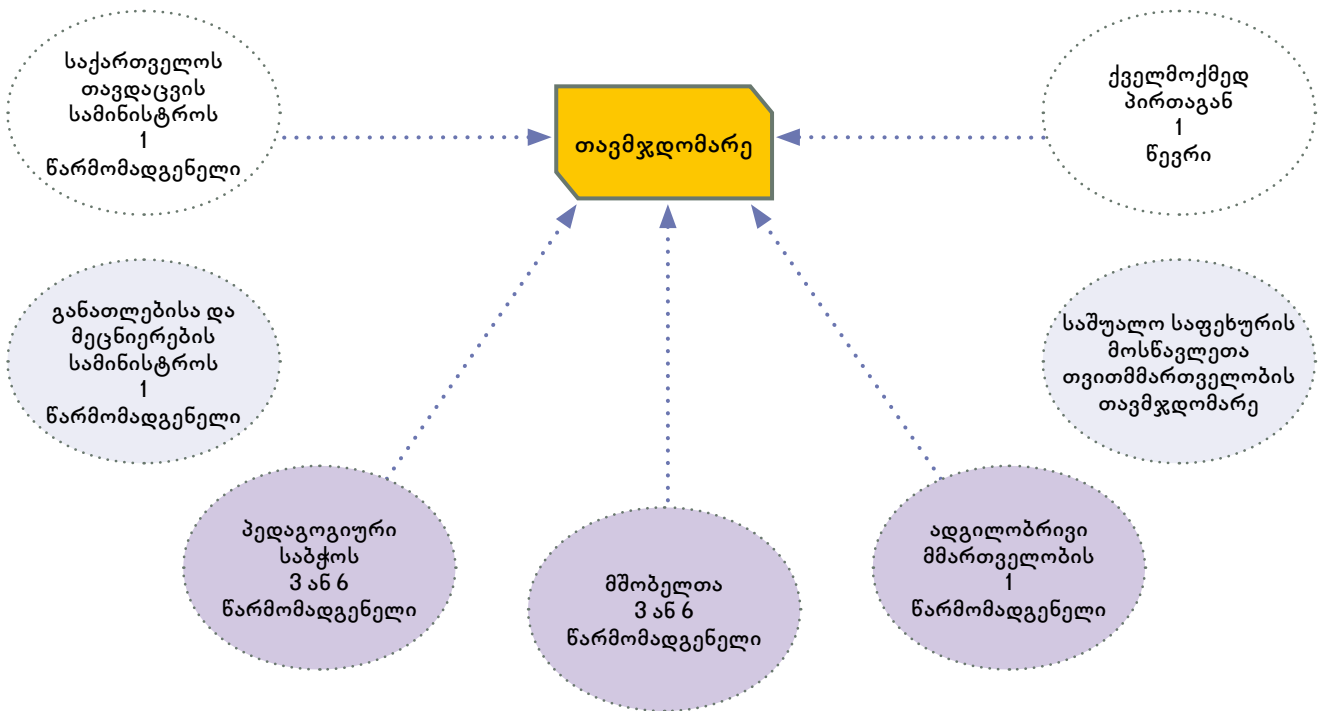 საქართველოს
თავდაცვის
სამინისტროს
1
წარმომადგენელი
თავმჯდომარე
ქველმოქმედ
პირთაგან
1
წევრი
განათლებისა და
მეცნიერების
სამინისტროს
1
წარმომადგენელი
საშუალო საფეხურის
მოსწავლეთა
თვითმმართველობის
თავმჯდომარე
პედაგოგიური
საბჭოს
3 ან 6
წარმომადგენელი
მშობელთა
3 ან 6
წარმომადგენელი
ადგილობრივი
მმართველობის
1
წარმომადგენელი